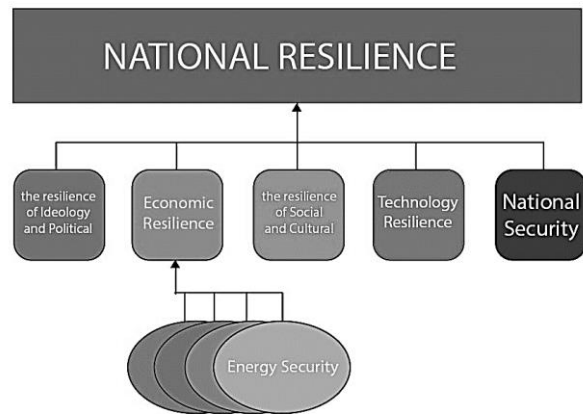 NATIONAL RESILIENCE
the resilience
of Ideology
and Political
Economic
Resilience
the resilience
of Social
and Cultural
Technology
Resilience
National
Security
Energy Security